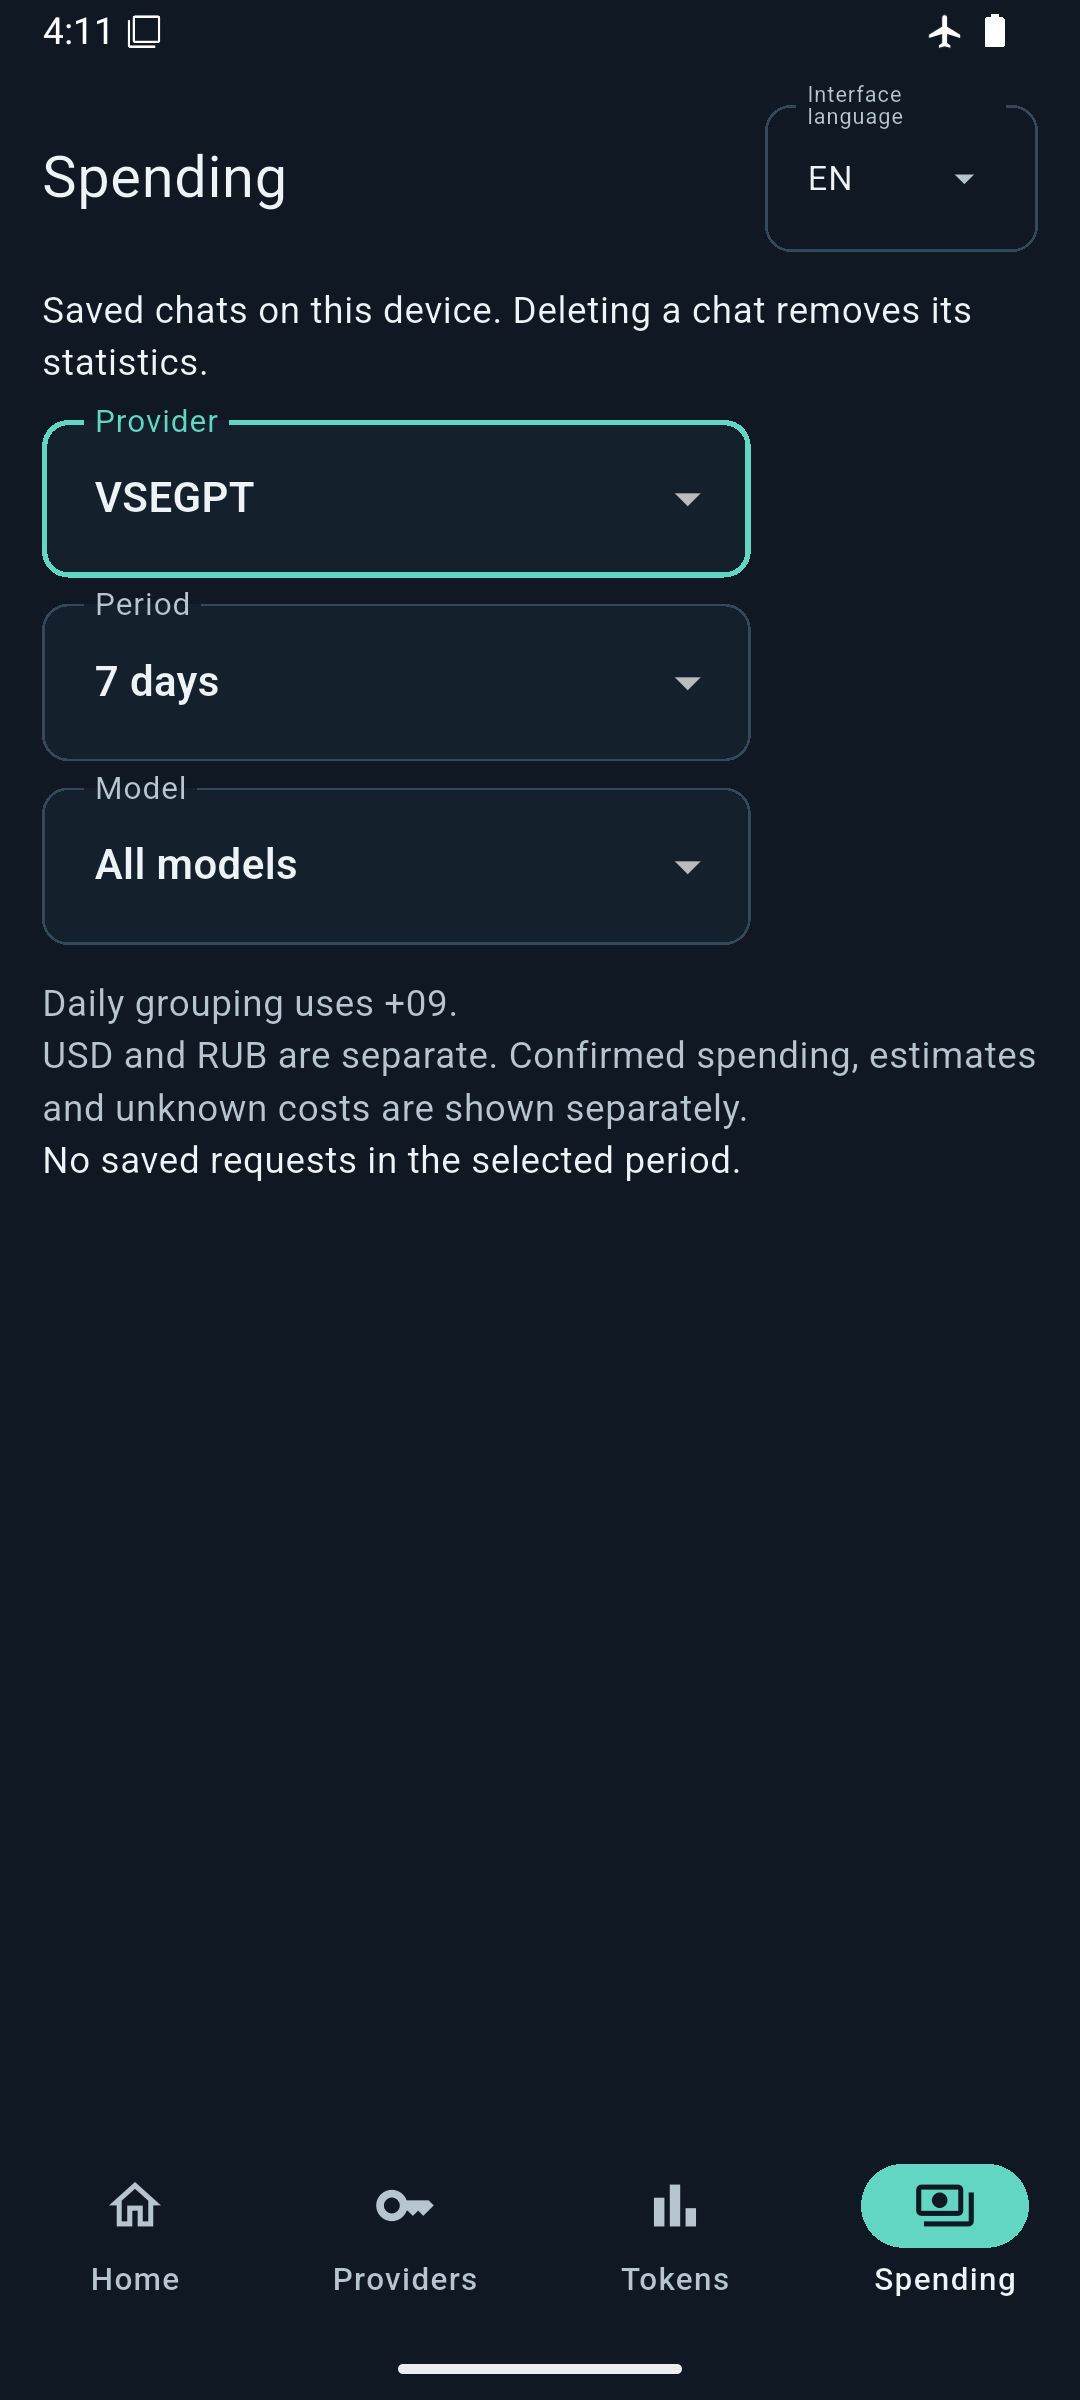 4:11
Interface
language
Spending
EN
Saved chats on this device. Deleting a chat removes its
statistics.
Provider
VSEGPT
Period
7 days
Model
All models
Daily grouping uses +09.
USD and RUB are separate. Confirmed spending, estimates
and unknown costs are shown separately.
No saved requests in the selected period.
Home
Providers
Tokens
Spending